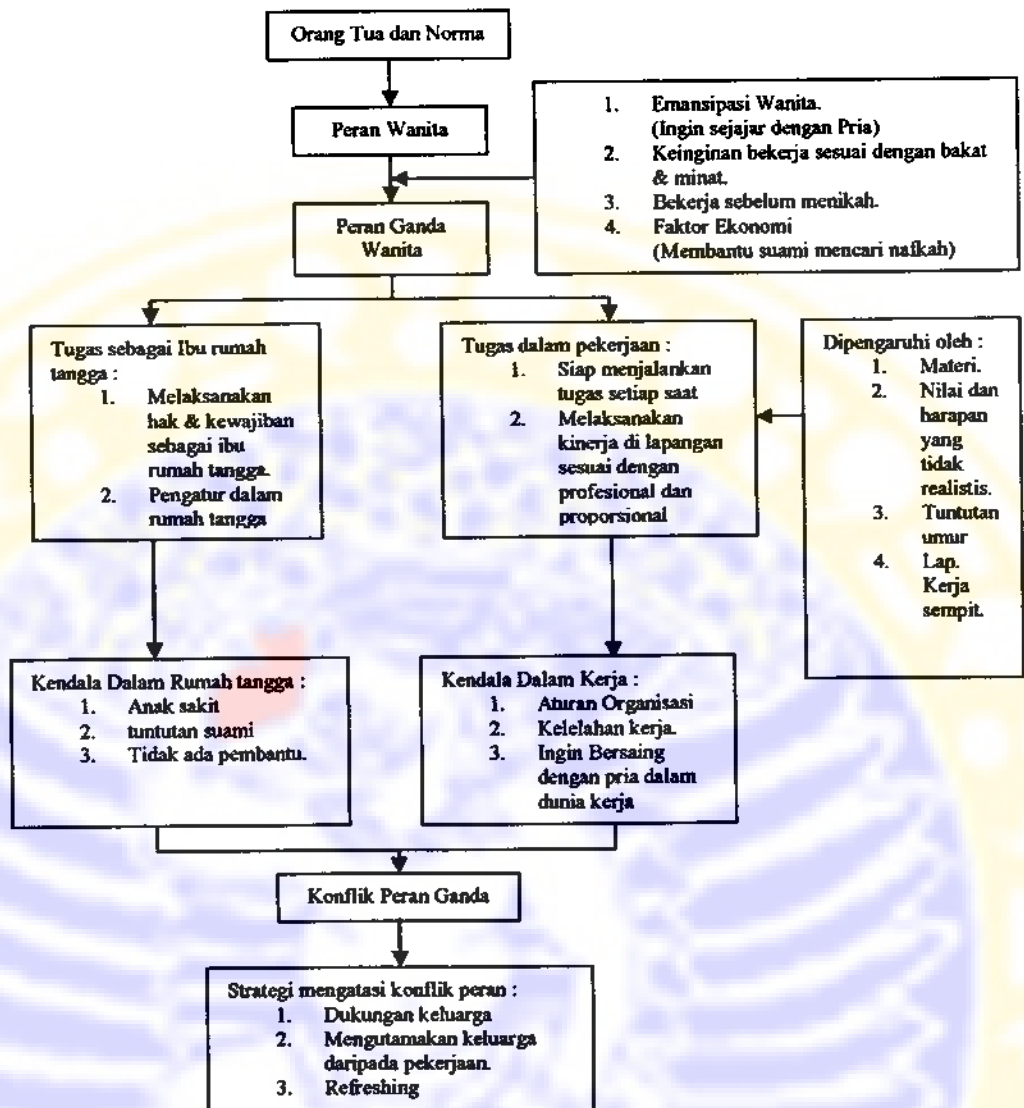 Orang Tua dan Norma
Peran Wanita
1. Emansipasi Wanita.
(Ingin sejajar dengan Pria)
2. Keinginan bekerja sesuai dengan bakat
& minat.
3. Bekerja sebelum menikah.
4. Faktor Ekonomi
(Membantu suami mencari nafkah)
Peran Ganda
Wanita
Tugas sebagai Ibu rumah
tangga :
1. Melaksanakan
hak & kewajiban
sebagai ibu
rumah tangga.
2. Pengatur dalam
rumah tangga
Tugas dalam pekerjaan :
1. Siap menjalankan
tugas setiap saat
2. Melaksanakan
kinerja di lapangan
sesuai dengan
profesional dan
proporsional
Dipengaruhi oleh :
1. Materi.
2. Nilai dan
harapan
yang
tidak
realistis.
3. Tuntutan
umur
4. Lap.
Kerja
sempit.
Kendala Dalam Rumah tangga :
1. Anak sakit
2. tuntutan suami
3. Tidak ada pembantu.
Kendala Dalam Kerja :
1. Aturan Organisasi
2. Kelelahan kerja.
3. Ingin Bersaing
dengan pria dalam
dunia kerja
Konflik Peran Ganda
Strategi mengatasi konflik peran :
1. Dukungan keluarga
2. Mengutamakan keluarga
daripada pekerjaan.
3. Refreshing